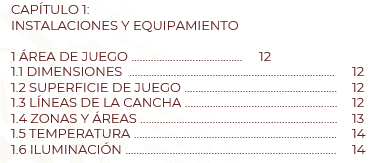 CAPÍTULO 1:
INSTALACIONES Y EQUIPAMIENTO
1 ÁREA DE JUEGO ........................................ 12
1.1 DIMENSIONES ........................................ 12
1.2 SUPERFICIE DE JUEGO ........................................ 12
1.3 LÍNEAS DE LA CANCHA ........................................ 12
1.4 ZONAS Y ÁREAS ........................................ 13
1.5 TEMPERATURA ........................................ 14
1.6 ILUMINACIÓN ........................................ 14